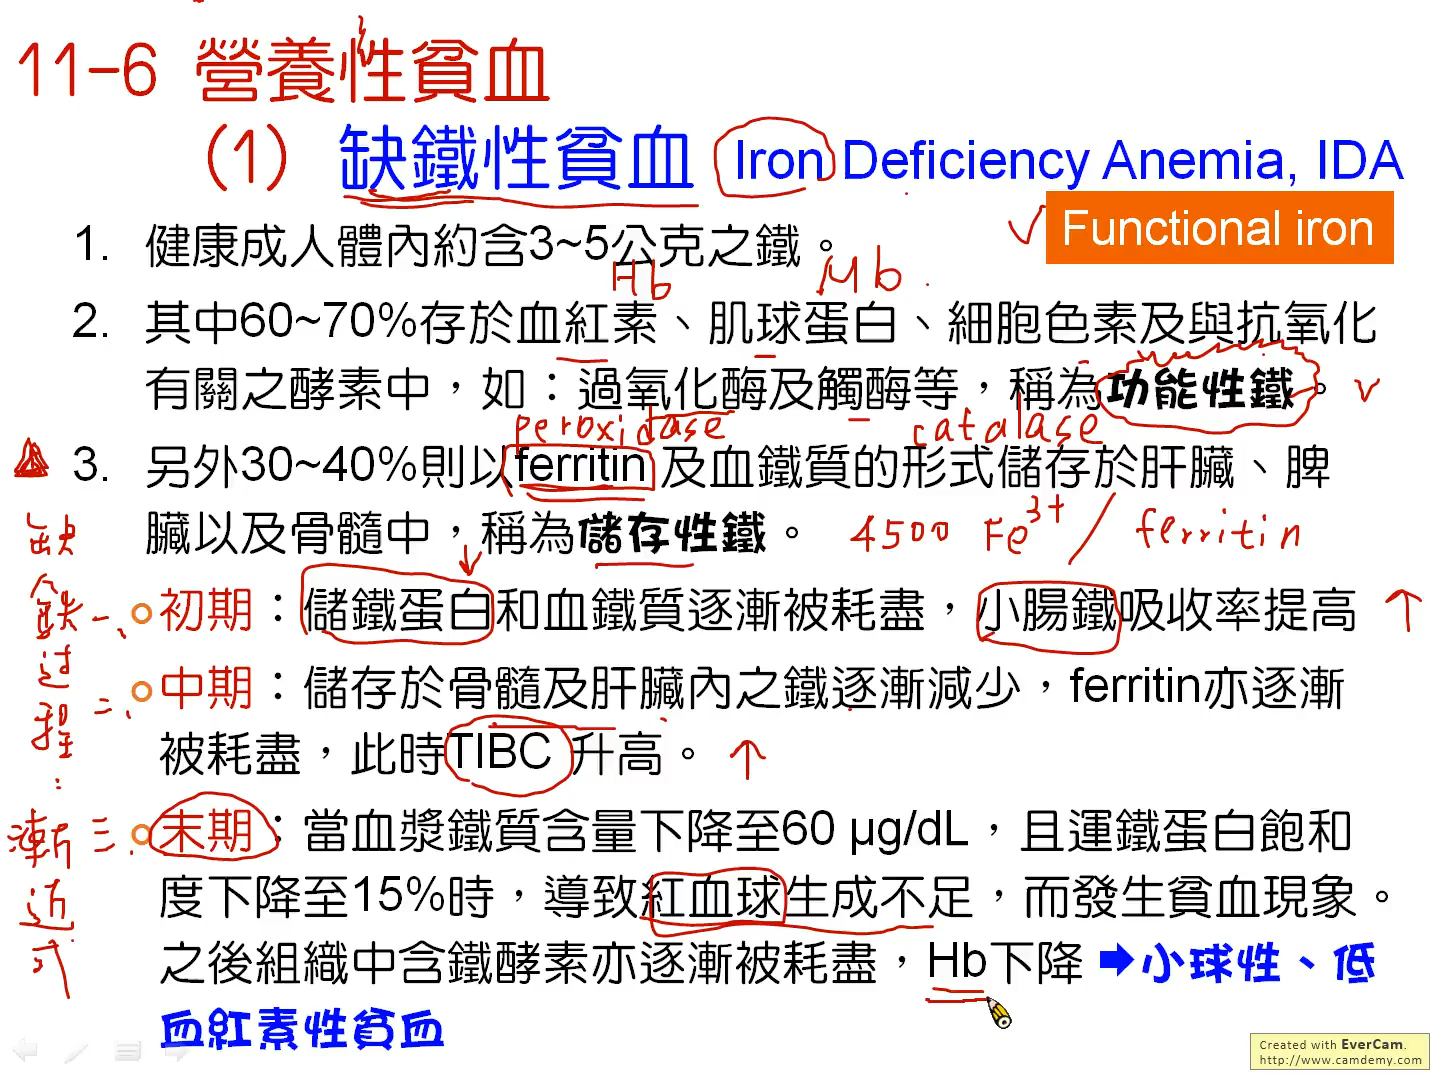 11-6 營養性貧血
(1) 缺鐵性貧血 Iron Deficiency Anemia, IDA
Functional iron
1. 健康成人體內約含3~5公克之鐵。
Hb Mb
2. 其中60~70%存於血紅素、肌球蛋白、細胞色素及與抗氧化
有關之酵素中，如：過氧化酶及觸酶等，稱為功能性鐵。
peroxidase catalase
3. 另外30~40%則以ferritin 及血鐵質的形式儲存於肝臟、脾
臟以及骨髓中，稱為儲存性鐵。 4500 Fe3+ / ferritin
缺鉄过程：漸近式
一、初期：儲鐵蛋白和血鐵質逐漸被耗盡，小腸鐵吸收率提高 ↑
二、中期：儲存於骨髓及肝臟內之鐵逐漸減少，ferritin亦逐漸
被耗盡，此時TIBC 升高。 ↑
三、末期：當血漿鐵質含量下降至60 μg/dL，且運鐵蛋白飽和
度下降至15%時，導致紅血球生成不足，而發生貧血現象。
之後組織中含鐵酵素亦逐漸被耗盡，Hb下降 ➡小球性、低
血紅素性貧血
Created with EverCam.
http://www.camdemy.com